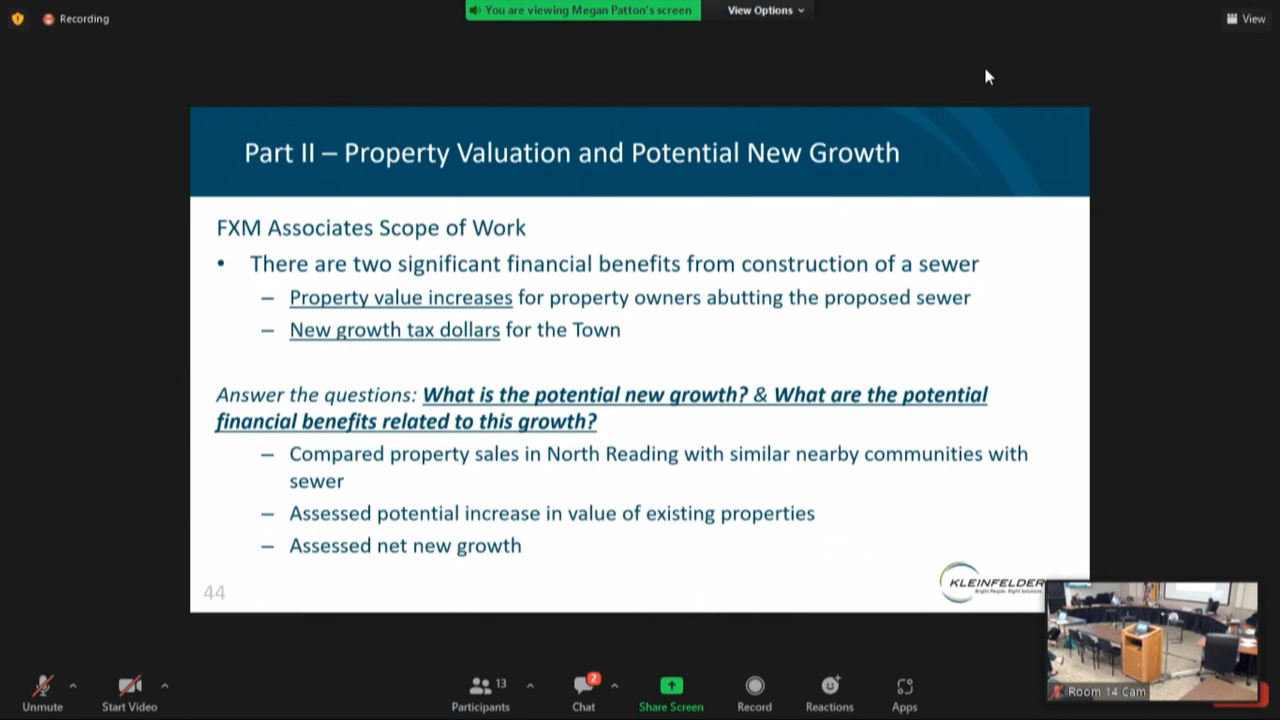 Recording
You are viewing Megan Patton's screen
View Options
View
Part II – Property Valuation and Potential New Growth
FXM Associates Scope of Work
• There are two significant financial benefits from construction of a sewer
– Property value increases for property owners abutting the proposed sewer
– New growth tax dollars for the Town
Answer the questions: What is the potential new growth? & What are the potential
financial benefits related to this growth?
– Compared property sales in North Reading with similar nearby communities with
sewer
– Assessed potential increase in value of existing properties
– Assessed net new growth
44
KLEINFELDER
Bright People. Right Solutions.
Room 14 Cam
Unmute
Start Video
13
Participants
2
Chat
Share Screen
Record
Reactions
Apps